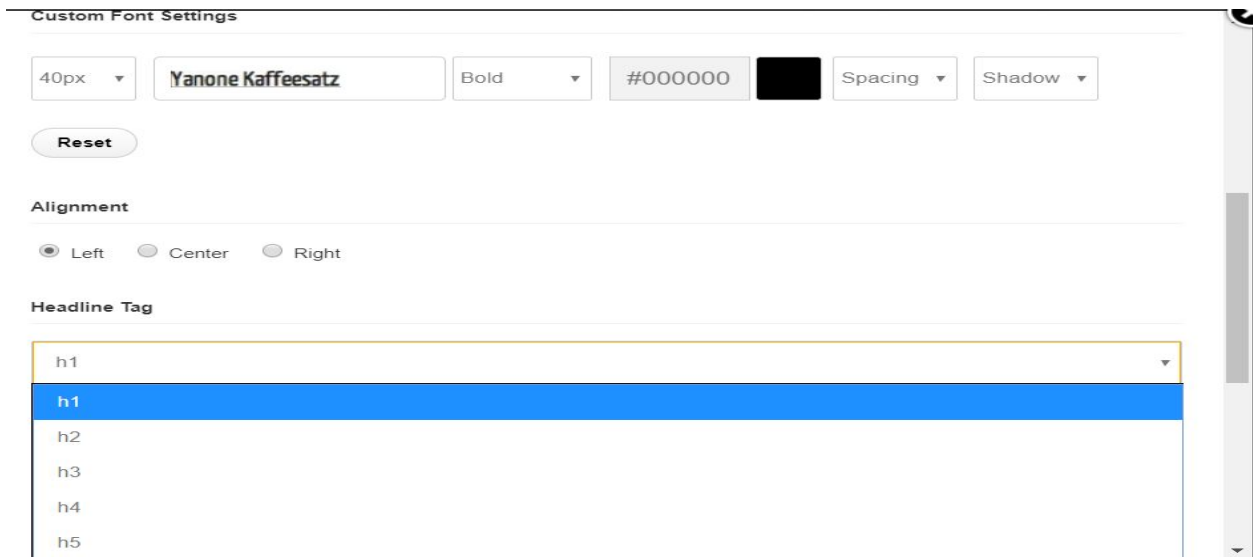 Custom Font Settings
40px Yanone Kaffeesatz Bold #000000 Spacing Shadow
Reset
Alignment
Left Center Right
Headline Tag
h1
h1
h2
h3
h4
h5